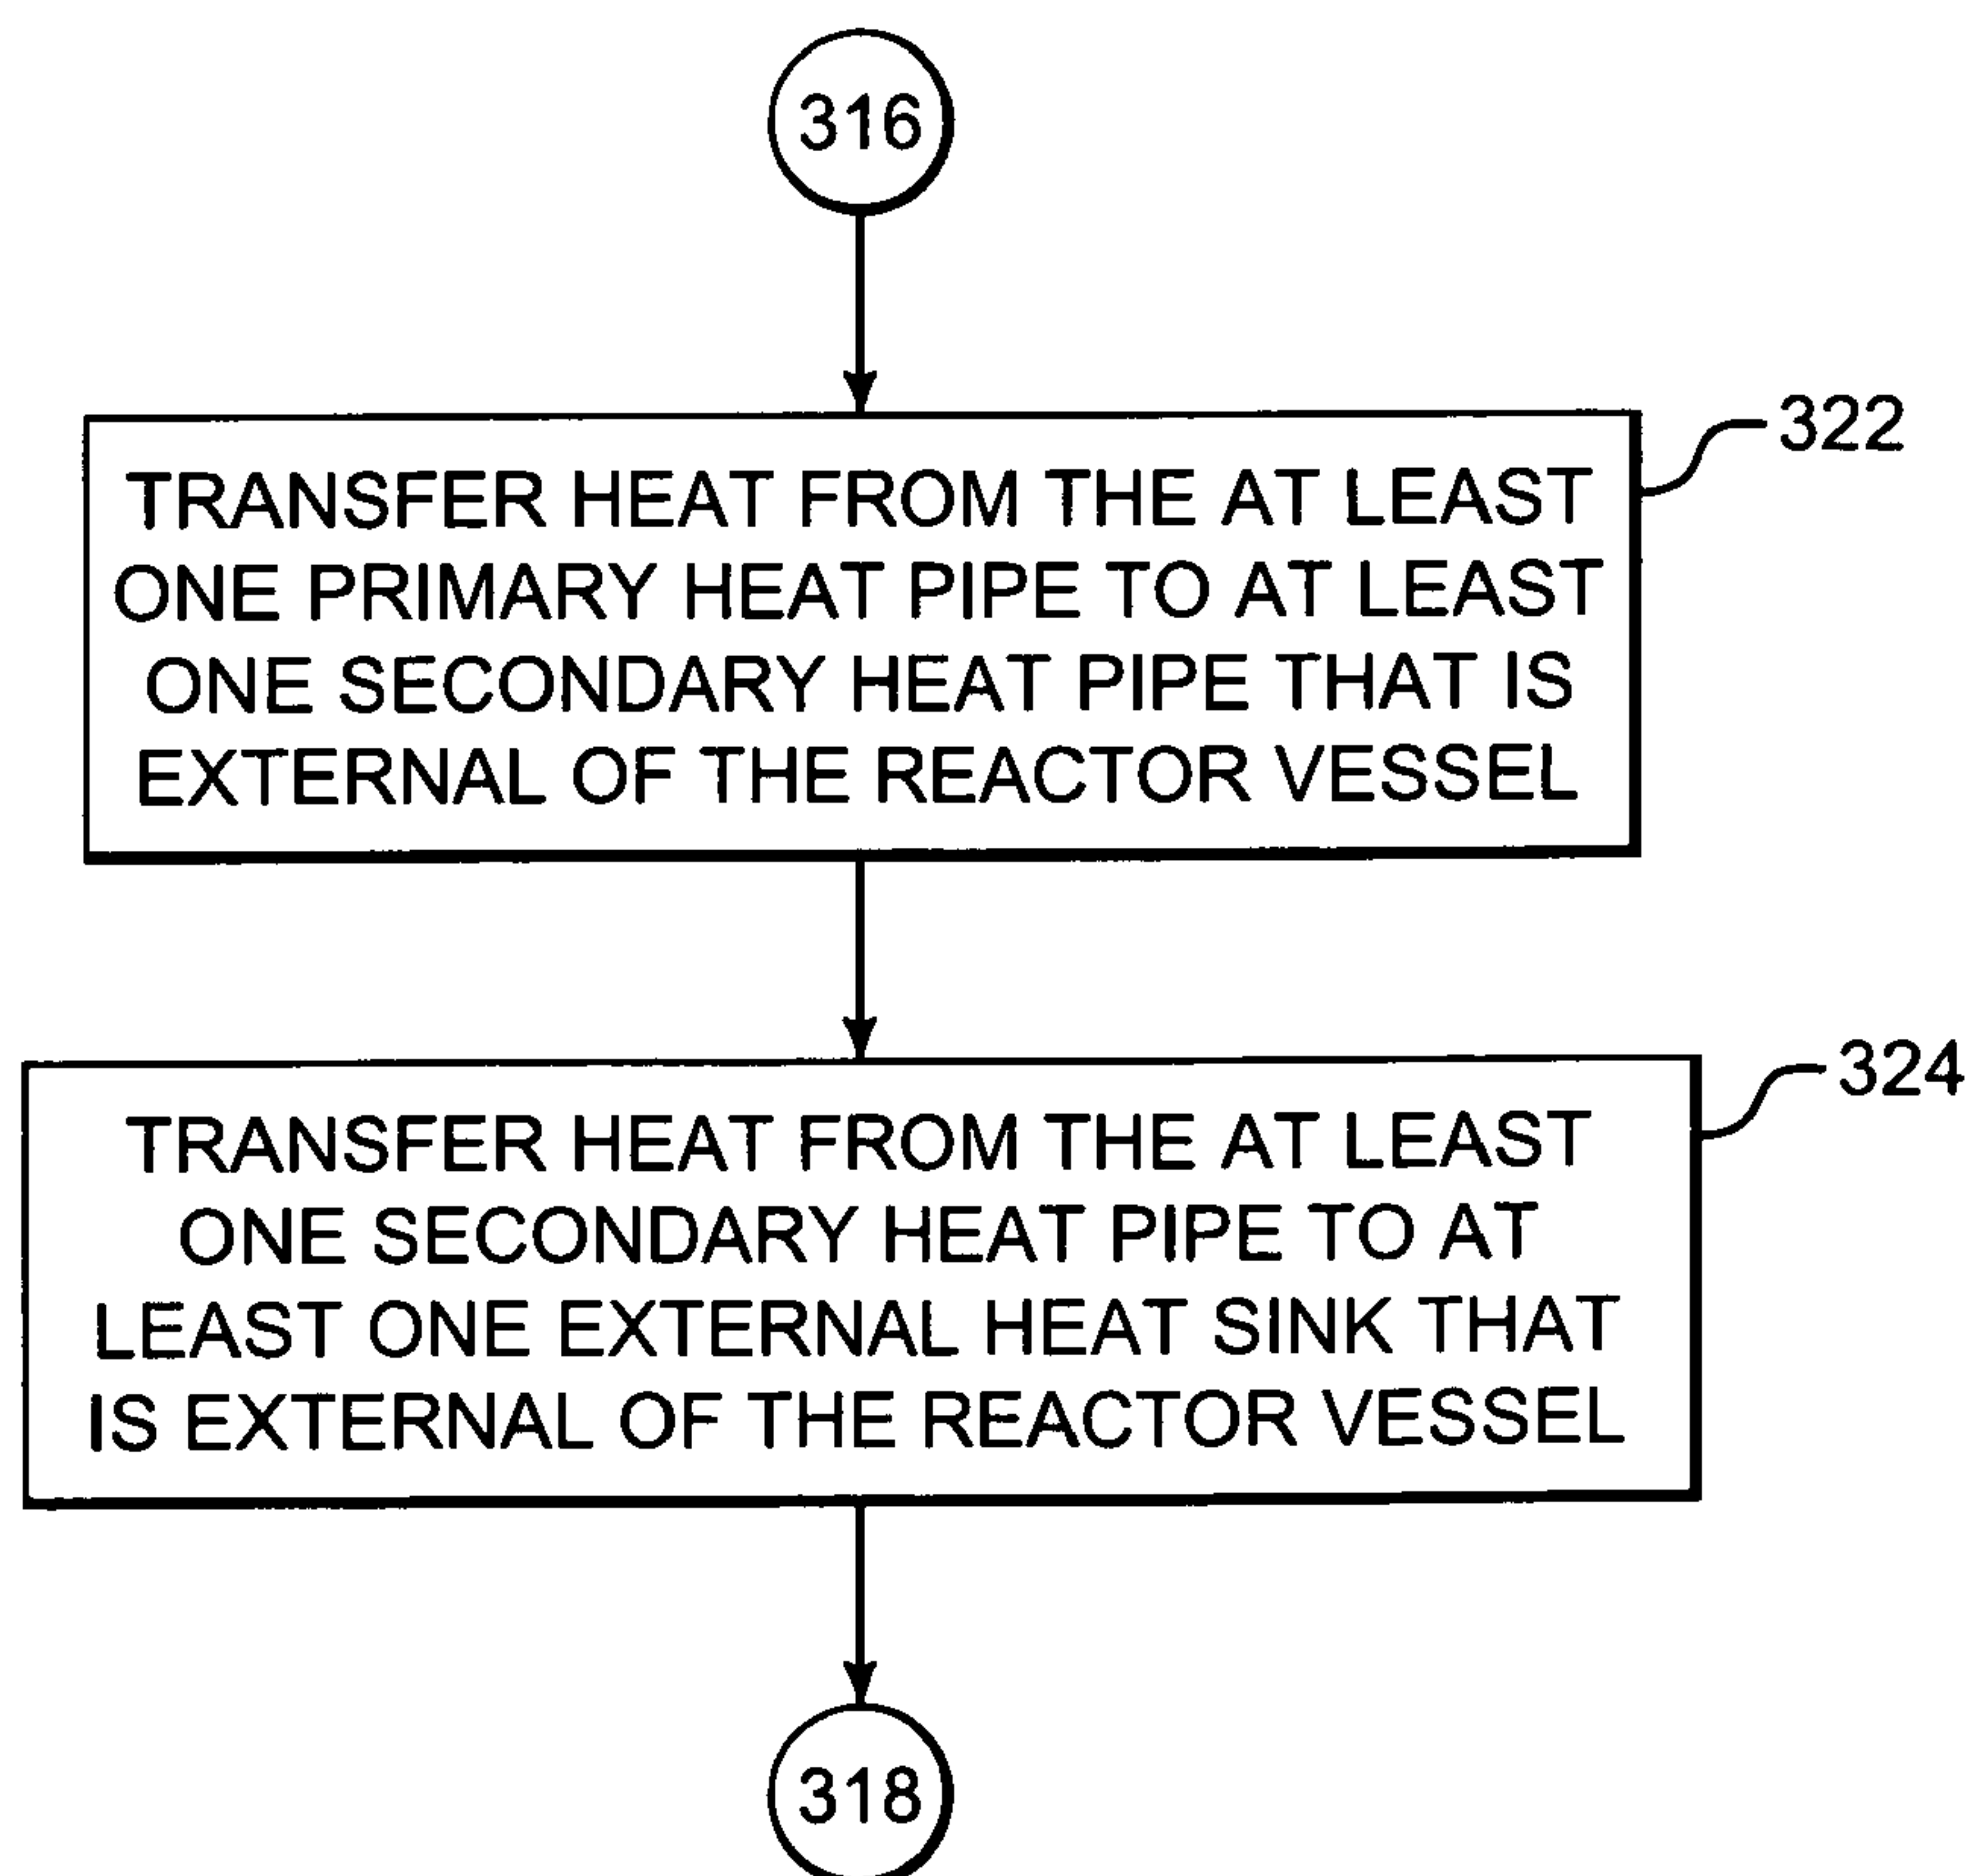 316
322
TRANSFER HEAT FROM THE AT LEAST
ONE PRIMARY HEAT PIPE TO AT LEAST
ONE SECONDARY HEAT PIPE THAT IS
EXTERNAL OF THE REACTOR VESSEL
324
TRANSFER HEAT FROM THE AT LEAST
ONE SECONDARY HEAT PIPE TO AT
LEAST ONE EXTERNAL HEAT SINK THAT
IS EXTERNAL OF THE REACTOR VESSEL
318